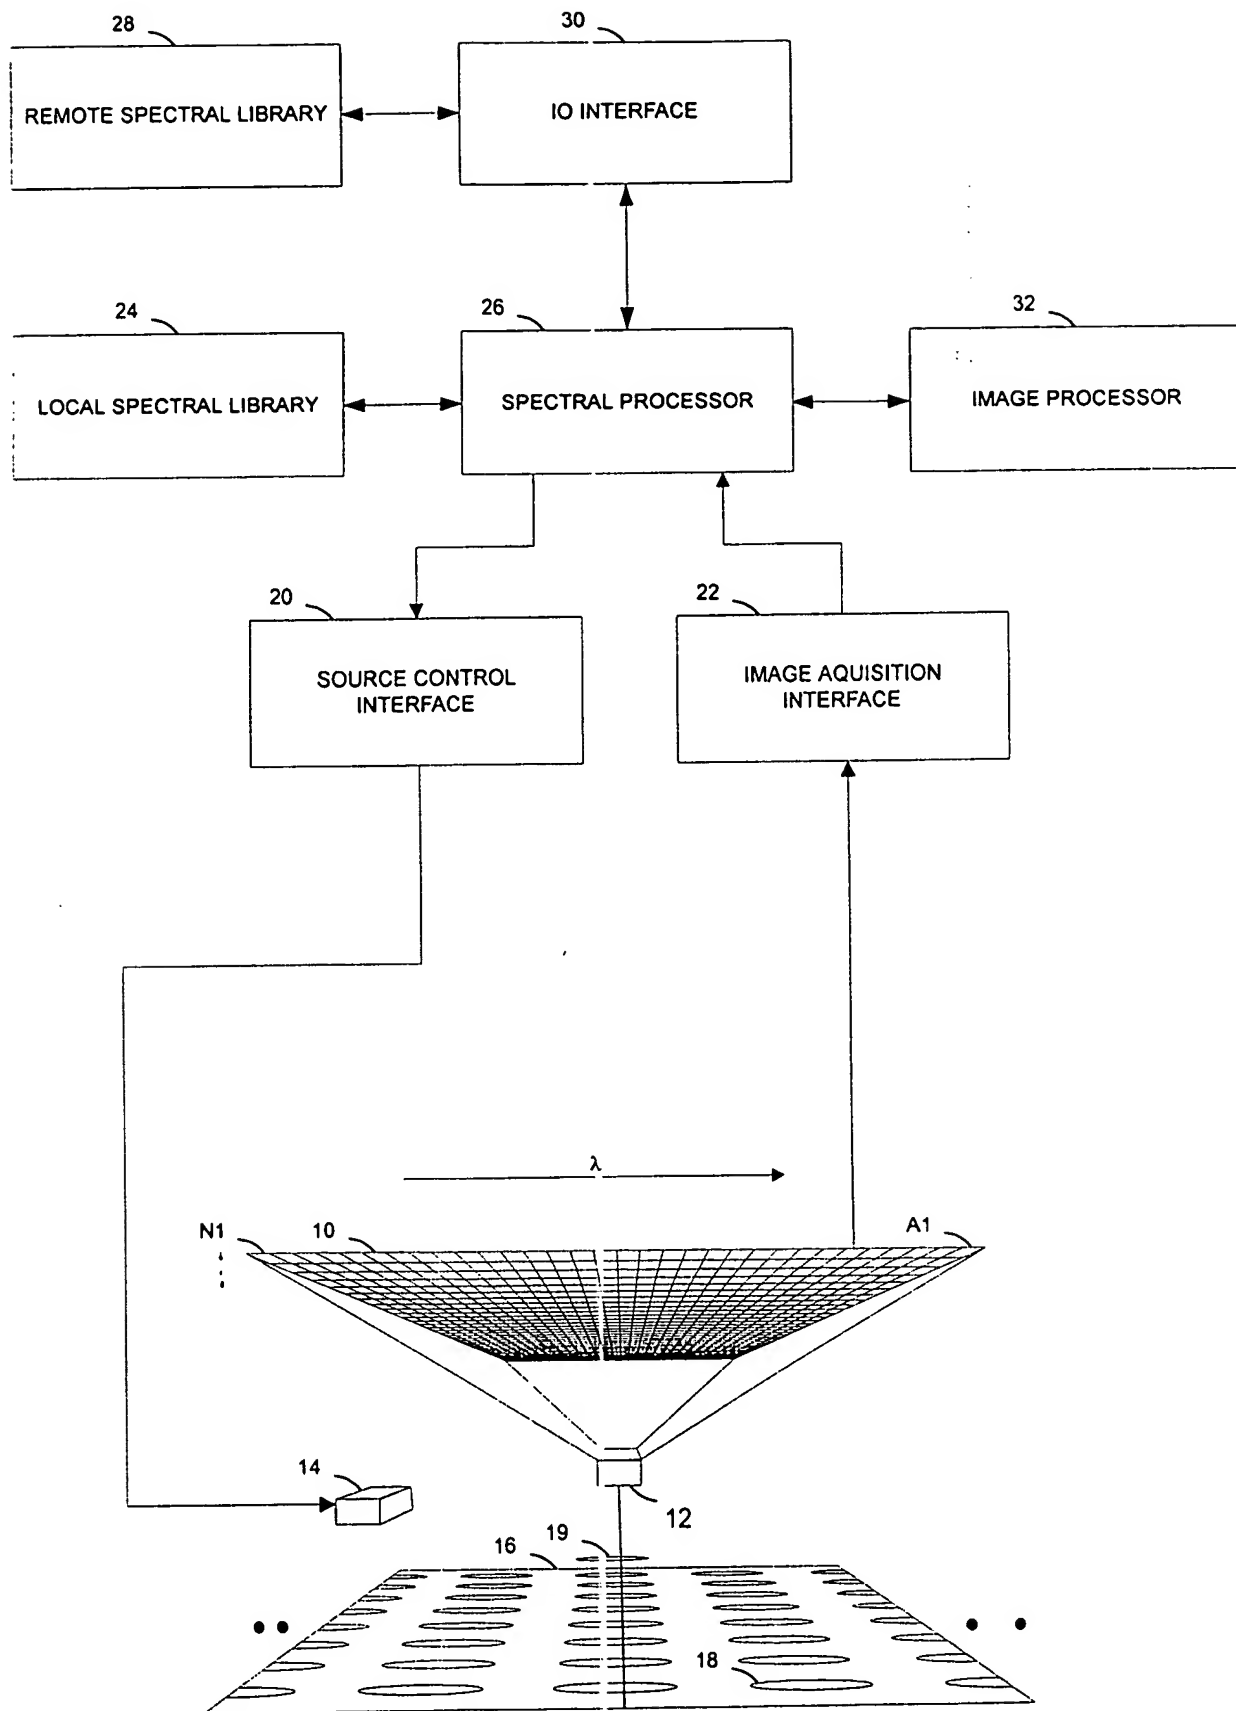 28
30
REMOTE SPECTRAL LIBRARY
IO INTERFACE
24
26
32
LOCAL SPECTRAL LIBRARY
SPECTRAL PROCESSOR
IMAGE PROCESSOR
20
22
SOURCE CONTROL
INTERFACE
IMAGE AQUISITION
INTERFACE
λ
N1
10
A1
14
12
19
16
18